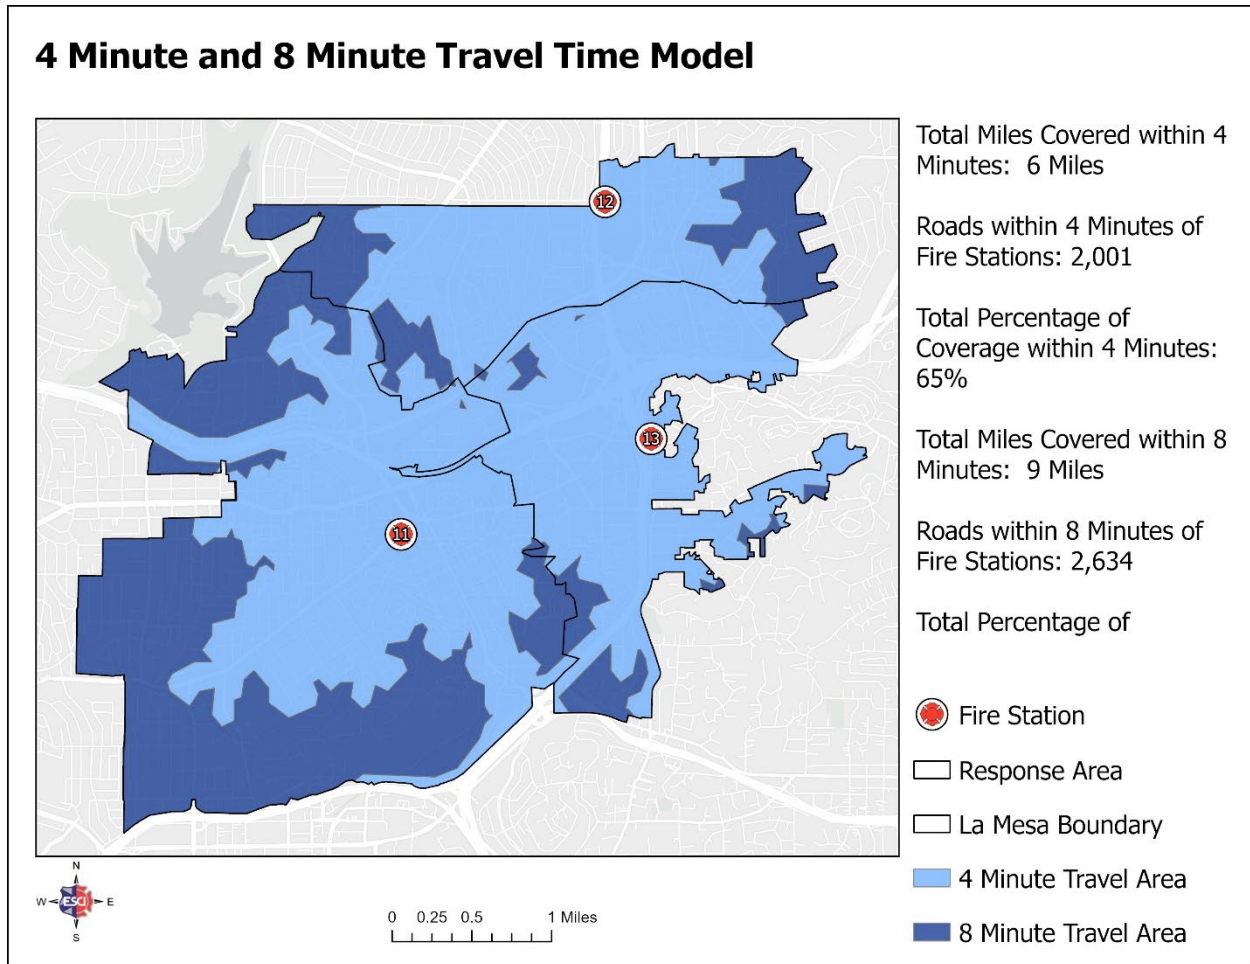 4 Minute and 8 Minute Travel Time Model
12
13
11
Total Miles Covered within 4
Minutes: 6 Miles
Roads within 4 Minutes of
Fire Stations: 2,001
Total Percentage of
Coverage within 4 Minutes:
65%
Total Miles Covered within 8
Minutes: 9 Miles
Roads within 8 Minutes of
Fire Stations: 2,634
Total Percentage of
Fire Station
Response Area
La Mesa Boundary
4 Minute Travel Area
8 Minute Travel Area
N
W ESCI E
S
0 0.25 0.5 1 Miles